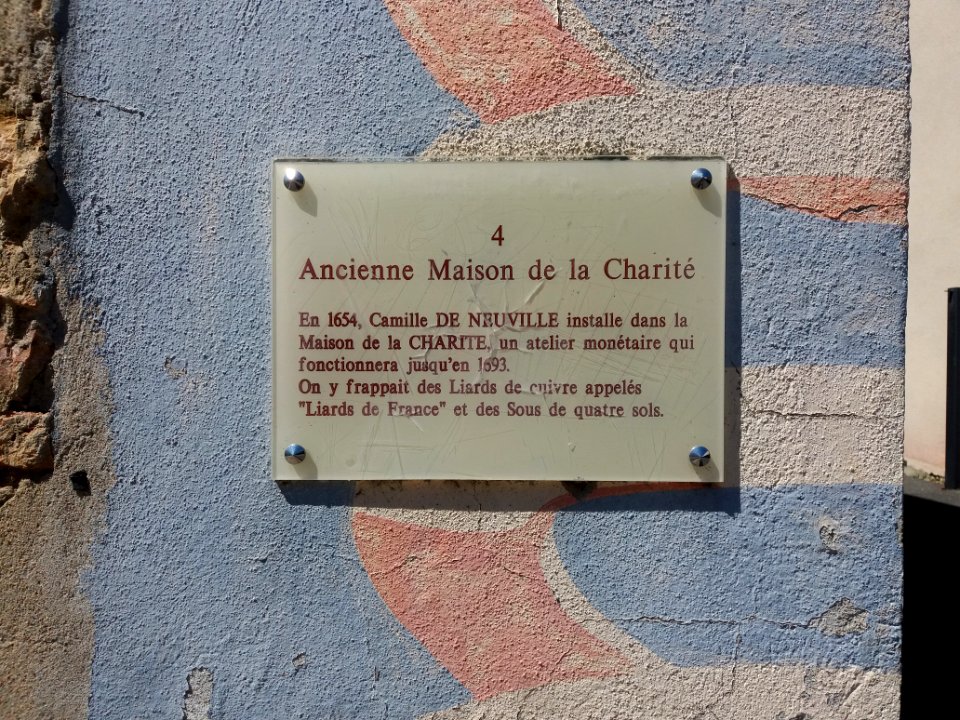 4
Ancienne Maison de la Charité
En 1654, Camille DE NEUVILLE installe dans la
Maison de la CHARITE, un atelier monétaire qui
fonctionnera jusqu'en 1693.
On y frappait des Liards de cuivre appelés
"Liards de France" et des Sous de quatre sols.